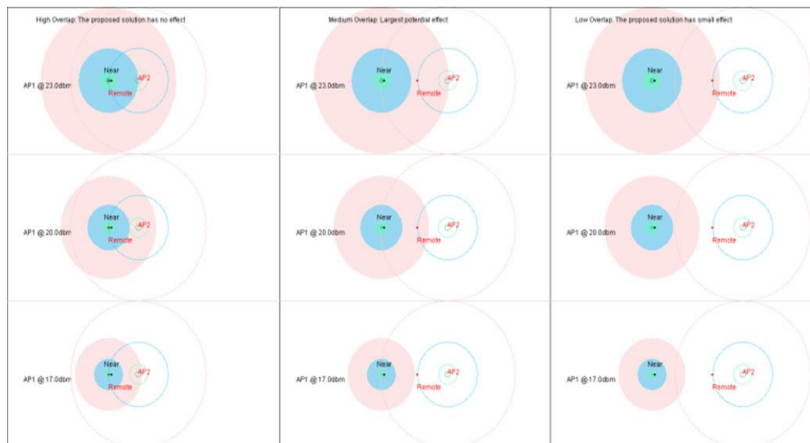 High Overlap: The proposed solution has no effect
Medium Overlap: Largest potential effect
Low Overlap: The proposed solution has small effect
Near
AP2
AP1 @ 23.0dbm
Remote
Near
AP2
AP1 @ 23.0dbm
Remote
Near
AP2
AP1 @ 23.0dbm
Remote
Near
AP2
AP1 @ 20.0dbm
Remote
Near
AP2
AP1 @ 20.0dbm
Remote
Near
AP2
AP1 @ 20.0dbm
Remote
Near
AP2
AP1 @ 17.0dbm
Remote
Near
AP2
AP1 @ 17.0dbm
Remote
Near
AP2
AP1 @ 17.0dbm
Remote